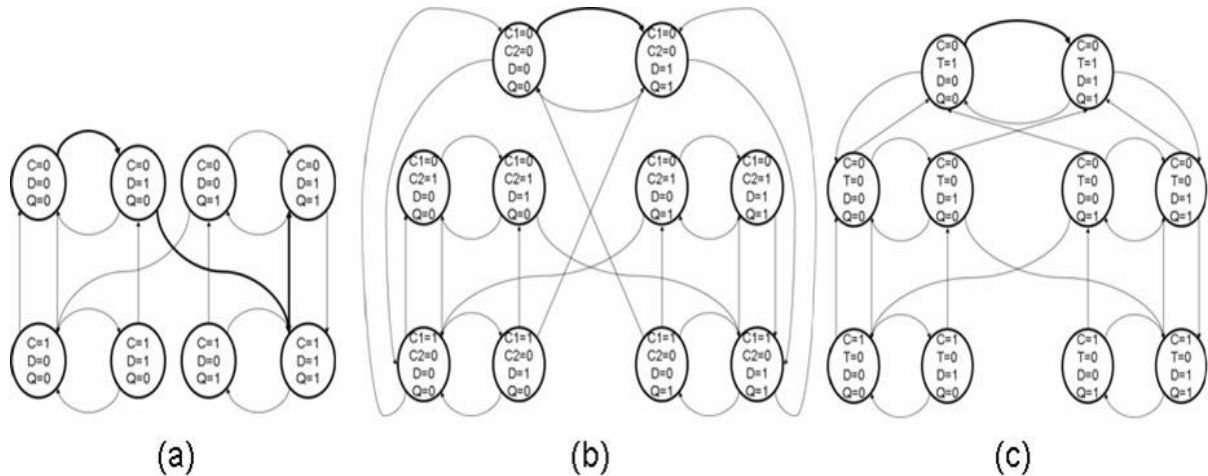 C=0
D=0
Q=0
C=0
D=1
Q=0
C=0
D=0
Q=1
C=0
D=1
Q=1
C=1
D=0
Q=0
C=1
D=1
Q=0
C=1
D=0
Q=1
C=1
D=1
Q=1
(a)
C1=0
C2=0
D=0
Q=0
C1=0
C2=0
D=1
Q=1
C1=0
C2=1
D=0
Q=0
C1=0
C2=1
D=1
Q=0
C1=0
C2=1
D=0
Q=1
C1=0
C2=1
D=1
Q=1
C1=1
C2=0
D=0
Q=0
C1=1
C2=0
D=1
Q=0
C1=1
C2=0
D=0
Q=1
C1=1
C2=0
D=1
Q=1
(b)
C=0
T=1
D=0
Q=0
C=0
T=1
D=1
Q=1
C=0
T=0
D=0
Q=0
C=0
T=0
D=1
Q=0
C=0
T=0
D=0
Q=1
C=0
T=0
D=1
Q=1
C=1
T=0
D=0
Q=0
C=1
T=0
D=1
Q=0
C=1
T=0
D=0
Q=1
C=1
T=0
D=1
Q=1
(c)